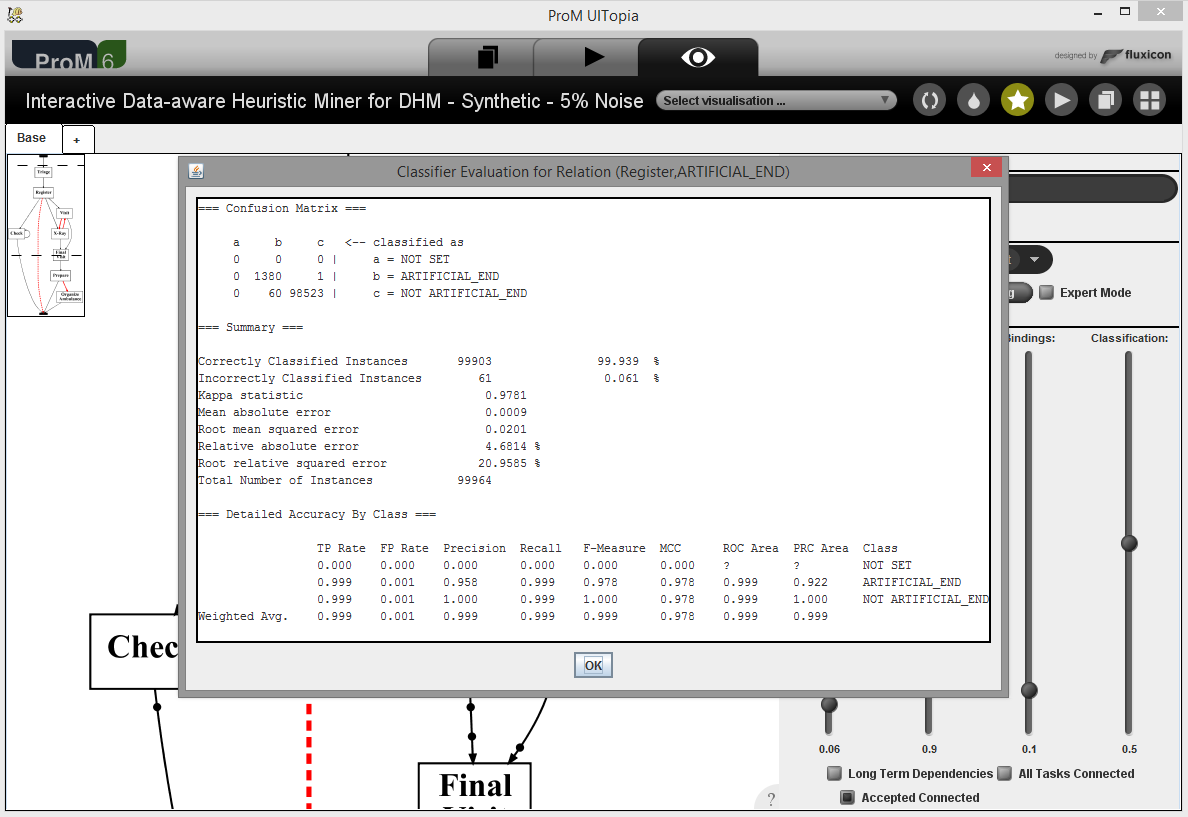 ProM UITopia
ProM 6
designed by fluxicon
Interactive Data-aware Heuristic Miner for DHM - Synthetic - 5% Noise
Select visualisation ...
Base
+
Triage
Register
Visit
Check
X-Ray
Final
Visit
Prepare
Organize
Ambulance
Classifier Evaluation for Relation (Register,ARTIFICIAL_END)
=== Confusion Matrix ===
a b c <-- classified as
0 0 0 | a = NOT SET
0 1380 1 | b = ARTIFICIAL_END
0 60 98523 | c = NOT ARTIFICIAL_END
=== Summary ===
Correctly Classified Instances 99903 99.939 %
Incorrectly Classified Instances 61 0.061 %
Kappa statistic 0.9781
Mean absolute error 0.0009
Root mean squared error 0.0201
Relative absolute error 4.6814 %
Root relative squared error 20.9585 %
Total Number of Instances 99964
=== Detailed Accuracy By Class ===
TP Rate FP Rate Precision Recall F-Measure MCC ROC Area PRC Area Class
0.000 0.000 0.000 0.000 0.000 0.000 ? ? NOT SET
0.999 0.001 0.958 0.999 0.978 0.978 0.999 0.922 ARTIFICIAL_END
0.999 0.001 1.000 0.999 1.000 0.978 0.999 1.000 NOT ARTIFICIAL_END
Weighted Avg. 0.999 0.001 0.999 0.999 0.999 0.978 0.999 0.999
OK
Expert Mode
Bindings: Classification:
Chec
Final
Visit
0.06 0.9 0.1 0.5
Long Term Dependencies All Tasks Connected
Accepted Connected
?